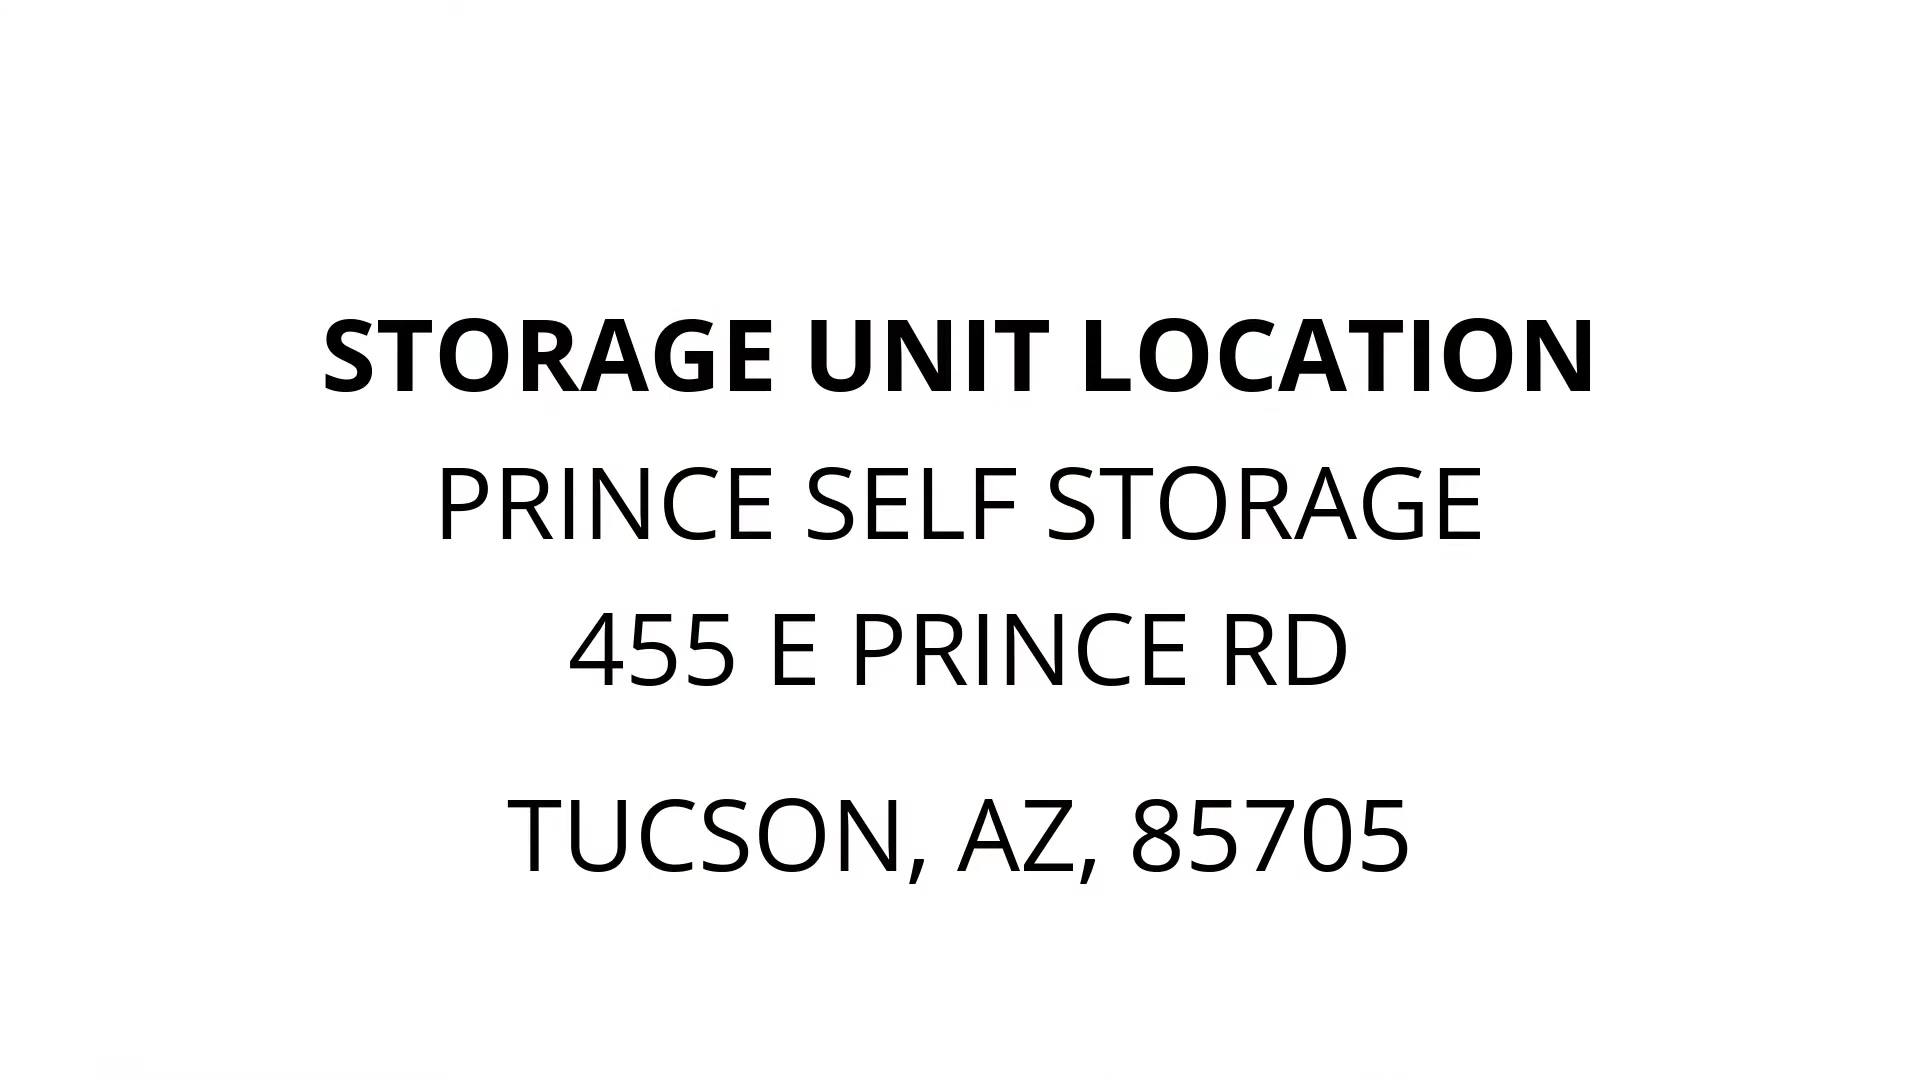 STORAGE UNIT LOCATION
PRINCE SELF STORAGE
455 E PRINCE RD
TUCSON, AZ, 85705